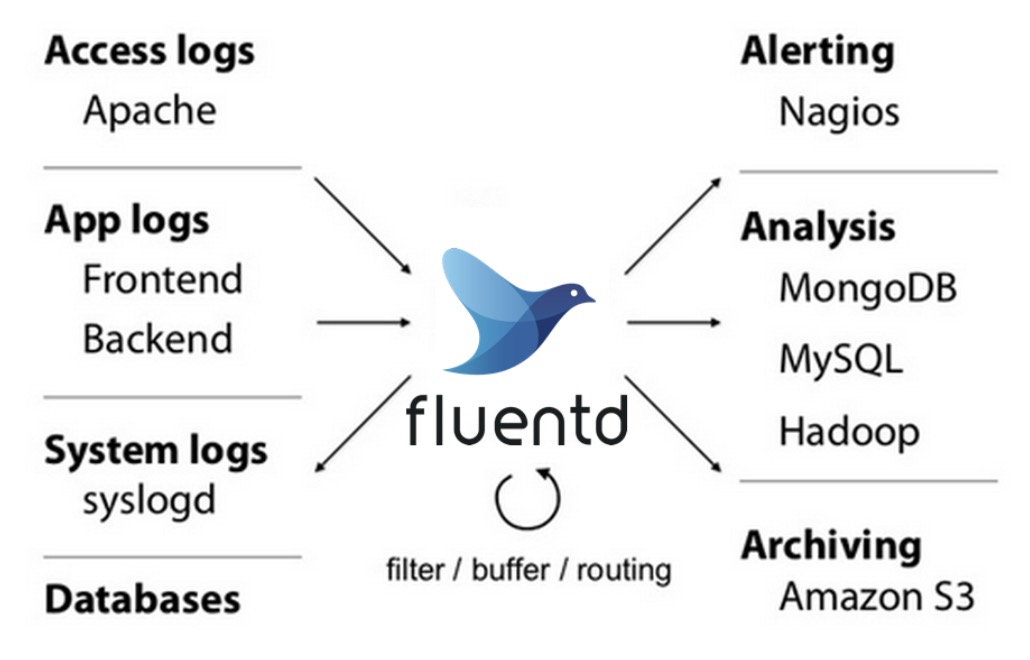 Access logs
Apache
App logs
Frontend
Backend
System logs
syslogd
Databases
fluentd
filter / buffer / routing
Alerting
Nagios
Analysis
MongoDB
MySQL
Hadoop
Archiving
Amazon S3